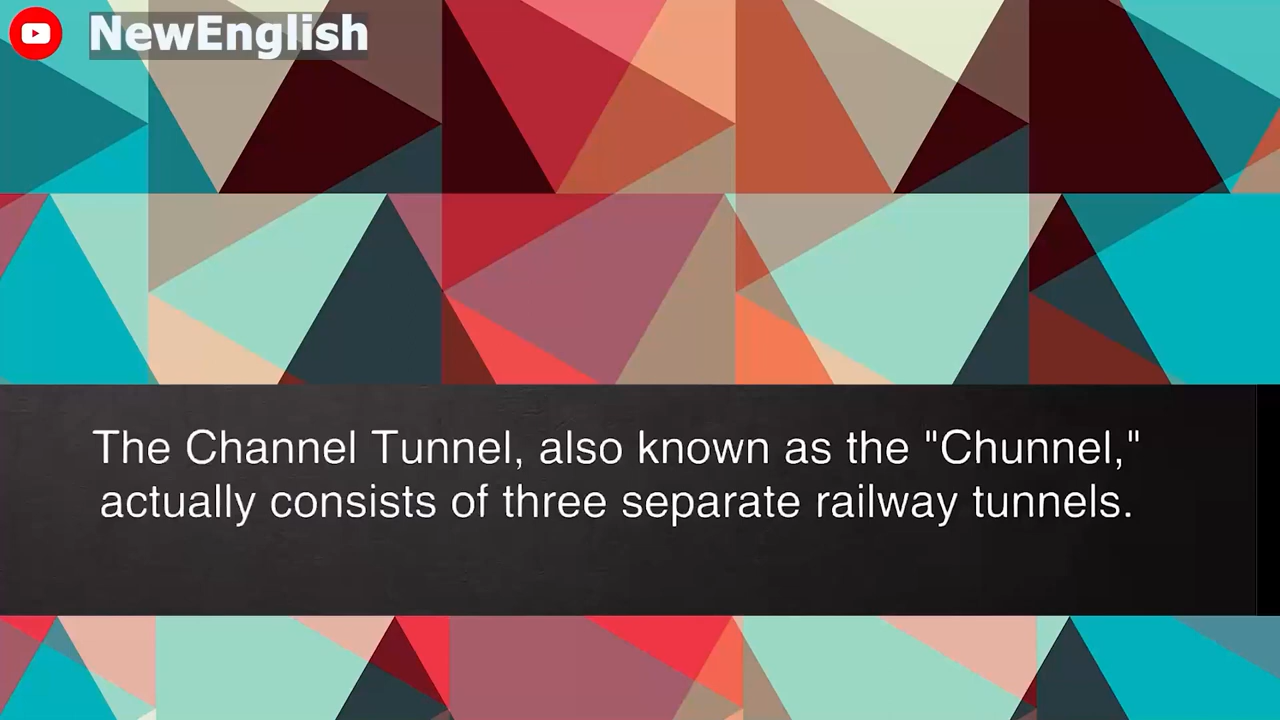 NewEnglish
The Channel Tunnel, also known as the "Chunnel,"
actually consists of three separate railway tunnels.